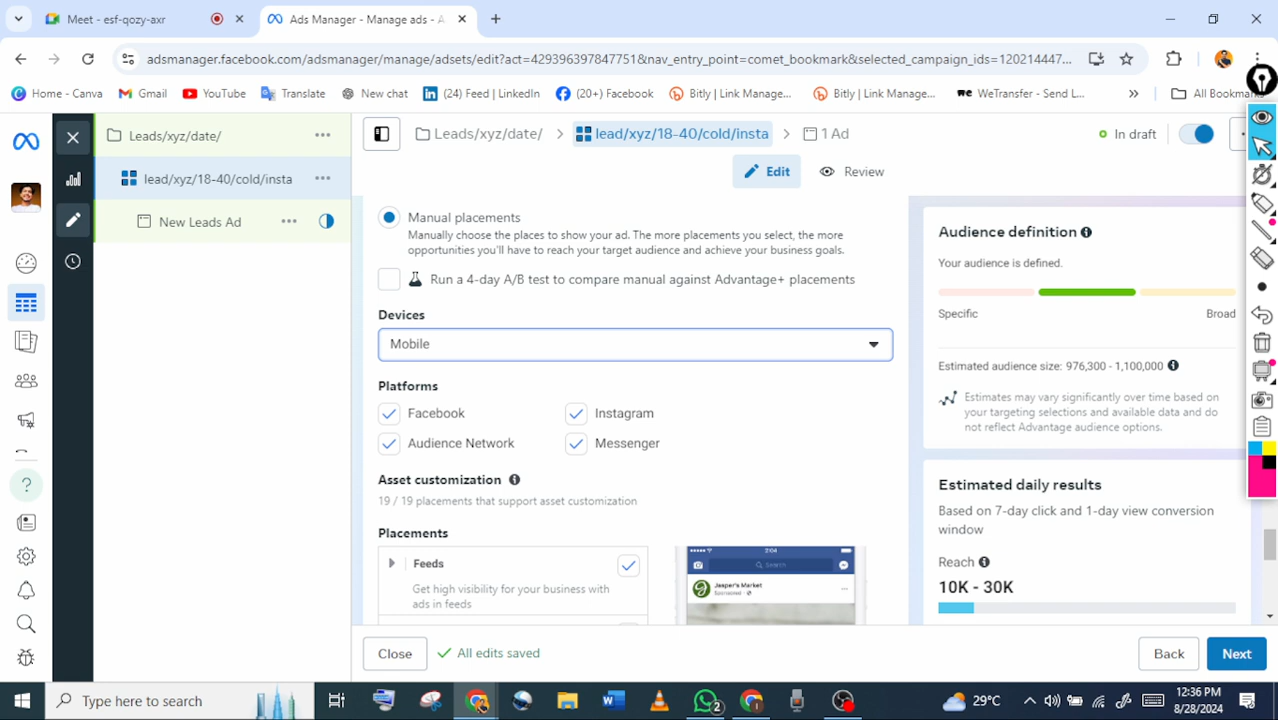 Meet - esf-qozy-axr
Ads Manager - Manage ads - A
adsmanager.facebook.com/adsmanager/manage/adsets/edit?act=429396397847751&nav_entry_point=comet_bookmark&selected_campaign_ids=120214447...
Home - Canva
Gmail
YouTube
Translate
New chat
(24) Feed | LinkedIn
(20+) Facebook
Bitly | Link Manage...
Bitly | Link Manage...
WeTransfer - Send L...
All Bookmarks
Leads/xyz/date/
lead/xyz/18-40/cold/insta
New Leads Ad
Leads/xyz/date/
lead/xyz/18-40/cold/insta
1 Ad
In draft
Edit
Review
Manual placements
Manually choose the places to show your ad. The more placements you select, the more
opportunities you'll have to reach your target audience and achieve your business goals.
Run a 4-day A/B test to compare manual against Advantage+ placements
Devices
Mobile
Platforms
Facebook
Instagram
Audience Network
Messenger
Asset customization
19 / 19 placements that support asset customization
Placements
Feeds
Get high visibility for your business with
ads in feeds
2:04
Search
Jasper's Market
Sponsored
Audience definition
Your audience is defined.
Specific
Broad
Estimated audience size: 976,300 - 1,100,000
Estimates may vary significantly over time based on
your targeting selections and available data and do
not reflect Advantage audience options.
Estimated daily results
Based on 7-day click and 1-day view conversion
window
Reach
10K - 30K
Close
All edits saved
Back
Next
Type here to search
2
29°C
12:36 PM
8/28/2024